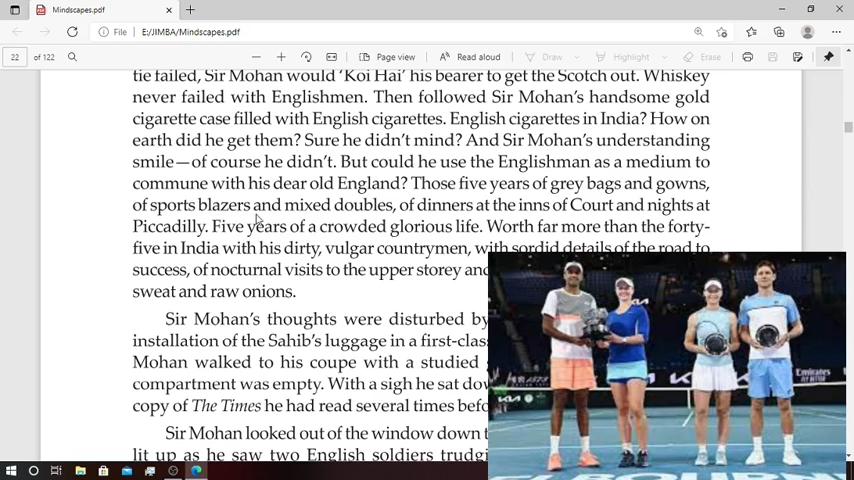 Mindscapes.pdf
File
E:/JIMBA/Mindscapes.pdf
22 of 122
Page view
Read aloud
Draw
Highlight
Erase
tie failed, Sir Mohan would ‘Koi Hai’ his bearer to get the Scotch out. Whiskey
never failed with Englishmen. Then followed Sir Mohan’s handsome gold
cigarette case filled with English cigarettes. English cigarettes in India? How on
earth did he get them? Sure he didn’t mind? And Sir Mohan’s understanding
smile—of course he didn’t. But could he use the Englishman as a medium to
commune with his dear old England? Those five years of grey bags and gowns,
of sports blazers and mixed doubles, of dinners at the inns of Court and nights at
Piccadilly. Five years of a crowded glorious life. Worth far more than the forty-
five in India with his dirty, vulgar countrymen, with sordid details of the road to
success, of nocturnal visits to the upper storey and
sweat and raw onions.
Sir Mohan’s thoughts were disturbed by
installation of the Sahib’s luggage in a first-clas
Mohan walked to his coupe with a studied
compartment was empty. With a sigh he sat dow
copy of The Times he had read several times befo
Sir Mohan looked out of the window down t
lit up as he saw two English soldiers trudgi